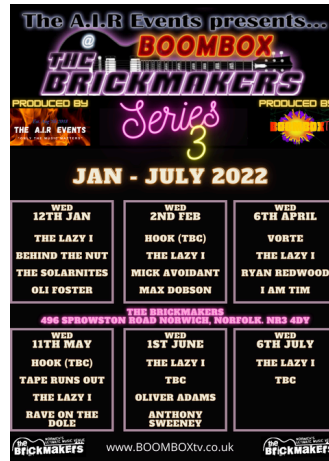 The A.I.R Events presents...
@ BOOMBOX..
THE
BRICKMAKERS
PRODUCED BY
PRODUCED BY
THE A.I.R EVENTS
Series
3
JAN - JULY 2022
WED
12TH JAN
THE LAZY I
BEHIND THE NUT
THE SOLARNITES
OLI FOSTER
WED
2ND FEB
HOOK (TBC)
THE LAZY I
MICK AVOIDANT
MAX DOBSON
WED
6TH APRIL
VORTE
THE LAZY I
RYAN REDWOOD
I AM TIM
THE BRICKMAKERS
496 SPROWSTON ROAD NORWICH, NORFOLK. NR3 4DY
WED
11TH MAY
HOOK (TBC)
TAPE RUNS OUT
THE LAZY I
RAVE ON THE
DOLE
WED
1ST JUNE
THE LAZY I
TBC
OLIVER ADAMS
ANTHONY
SWEENEY
WED
6TH JULY
THE LAZY I
TBC
THE BRICKMAKERS
www.BOOMBOXtv.co.uk
THE BRICKMAKERS